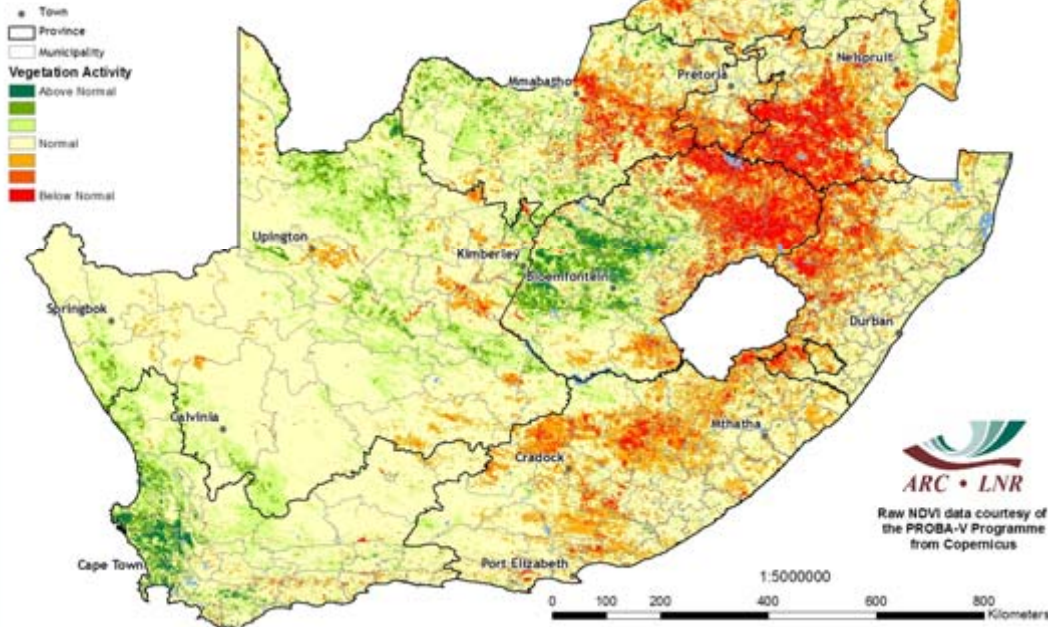 Town
Province
Municipality
Vegetation Activity
Above Normal
Normal
Below Normal
Nelspruit
Pretoria
Mmabatho
Upington
Kimberley
Bloemfontein
Springbok
Durban
Calvinia
Mthatha
Cradock
Cape Town
Port Elizabeth
ARC • LNR
Raw NDVI data courtesy of
the PROBA-V Programme
from Copernicus
1:5000000
0 100 200 400 600 800
Kilometers